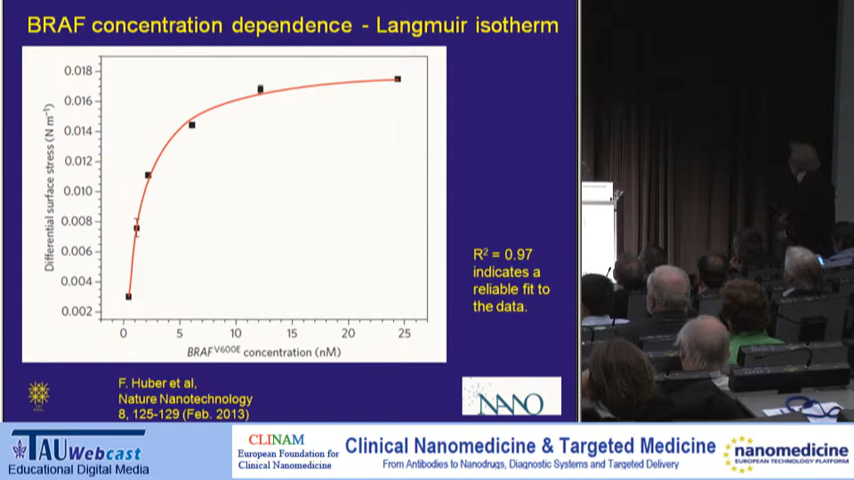 BRAF concentration dependence - Langmuir isotherm
Differential surface stress (N m⁻¹)
0.018
0.016
0.014
0.012
0.010
0.008
0.006
0.004
0.002
0 5 10 15 20 25
BRAFV600E concentration (nM)
R² = 0.97
indicates a
reliable fit to
the data.
F. Huber et al,
Nature Nanotechnology
8, 125-129 (Feb. 2013)
NANO
TAU Webcast
Educational Digital Media
CLINAM
European Foundation for
Clinical Nanomedicine
Clinical Nanomedicine & Targeted Medicine
From Antibodies to Nanodrugs, Diagnostic Systems and Targeted Delivery
nanomedicine
EUROPEAN TECHNOLOGY PLATFORM